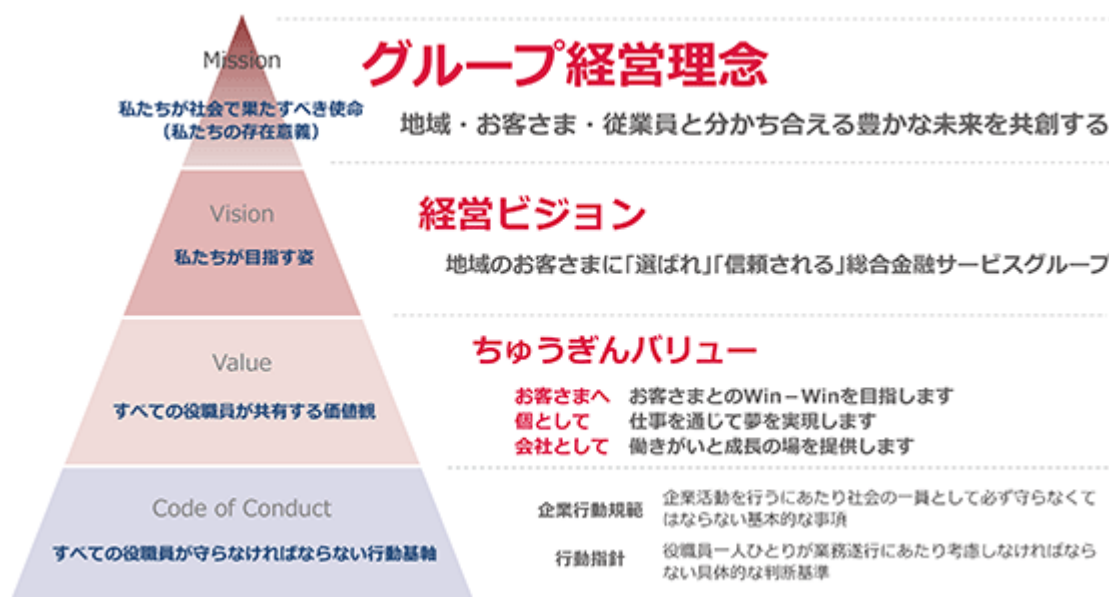 Mission
私たちが社会で果たすべき使命
（私たちの存在意義）
グループ経営理念
地域・お客さま・従業員と分かち合える豊かな未来を共創する
Vision
私たちが目指す姿
経営ビジョン
地域のお客さまに「選ばれ」「信頼される」総合金融サービスグループ
Value
すべての役職員が共有する価値観
ちゅうぎんバリュー
お客さまへ お客さまとのWin－Winを目指します
個として 仕事を通じて夢を実現します
会社として 働きがいと成長の場を提供します
Code of Conduct
すべての役職員が守らなければならない行動基軸
企業行動規範 企業活動を行うにあたり社会の一員として必ず守らなくて
はならない基本的な事項
行動指針 役職員一人ひとりが業務遂行にあたり考慮しなければなら
ない具体的な判断基準